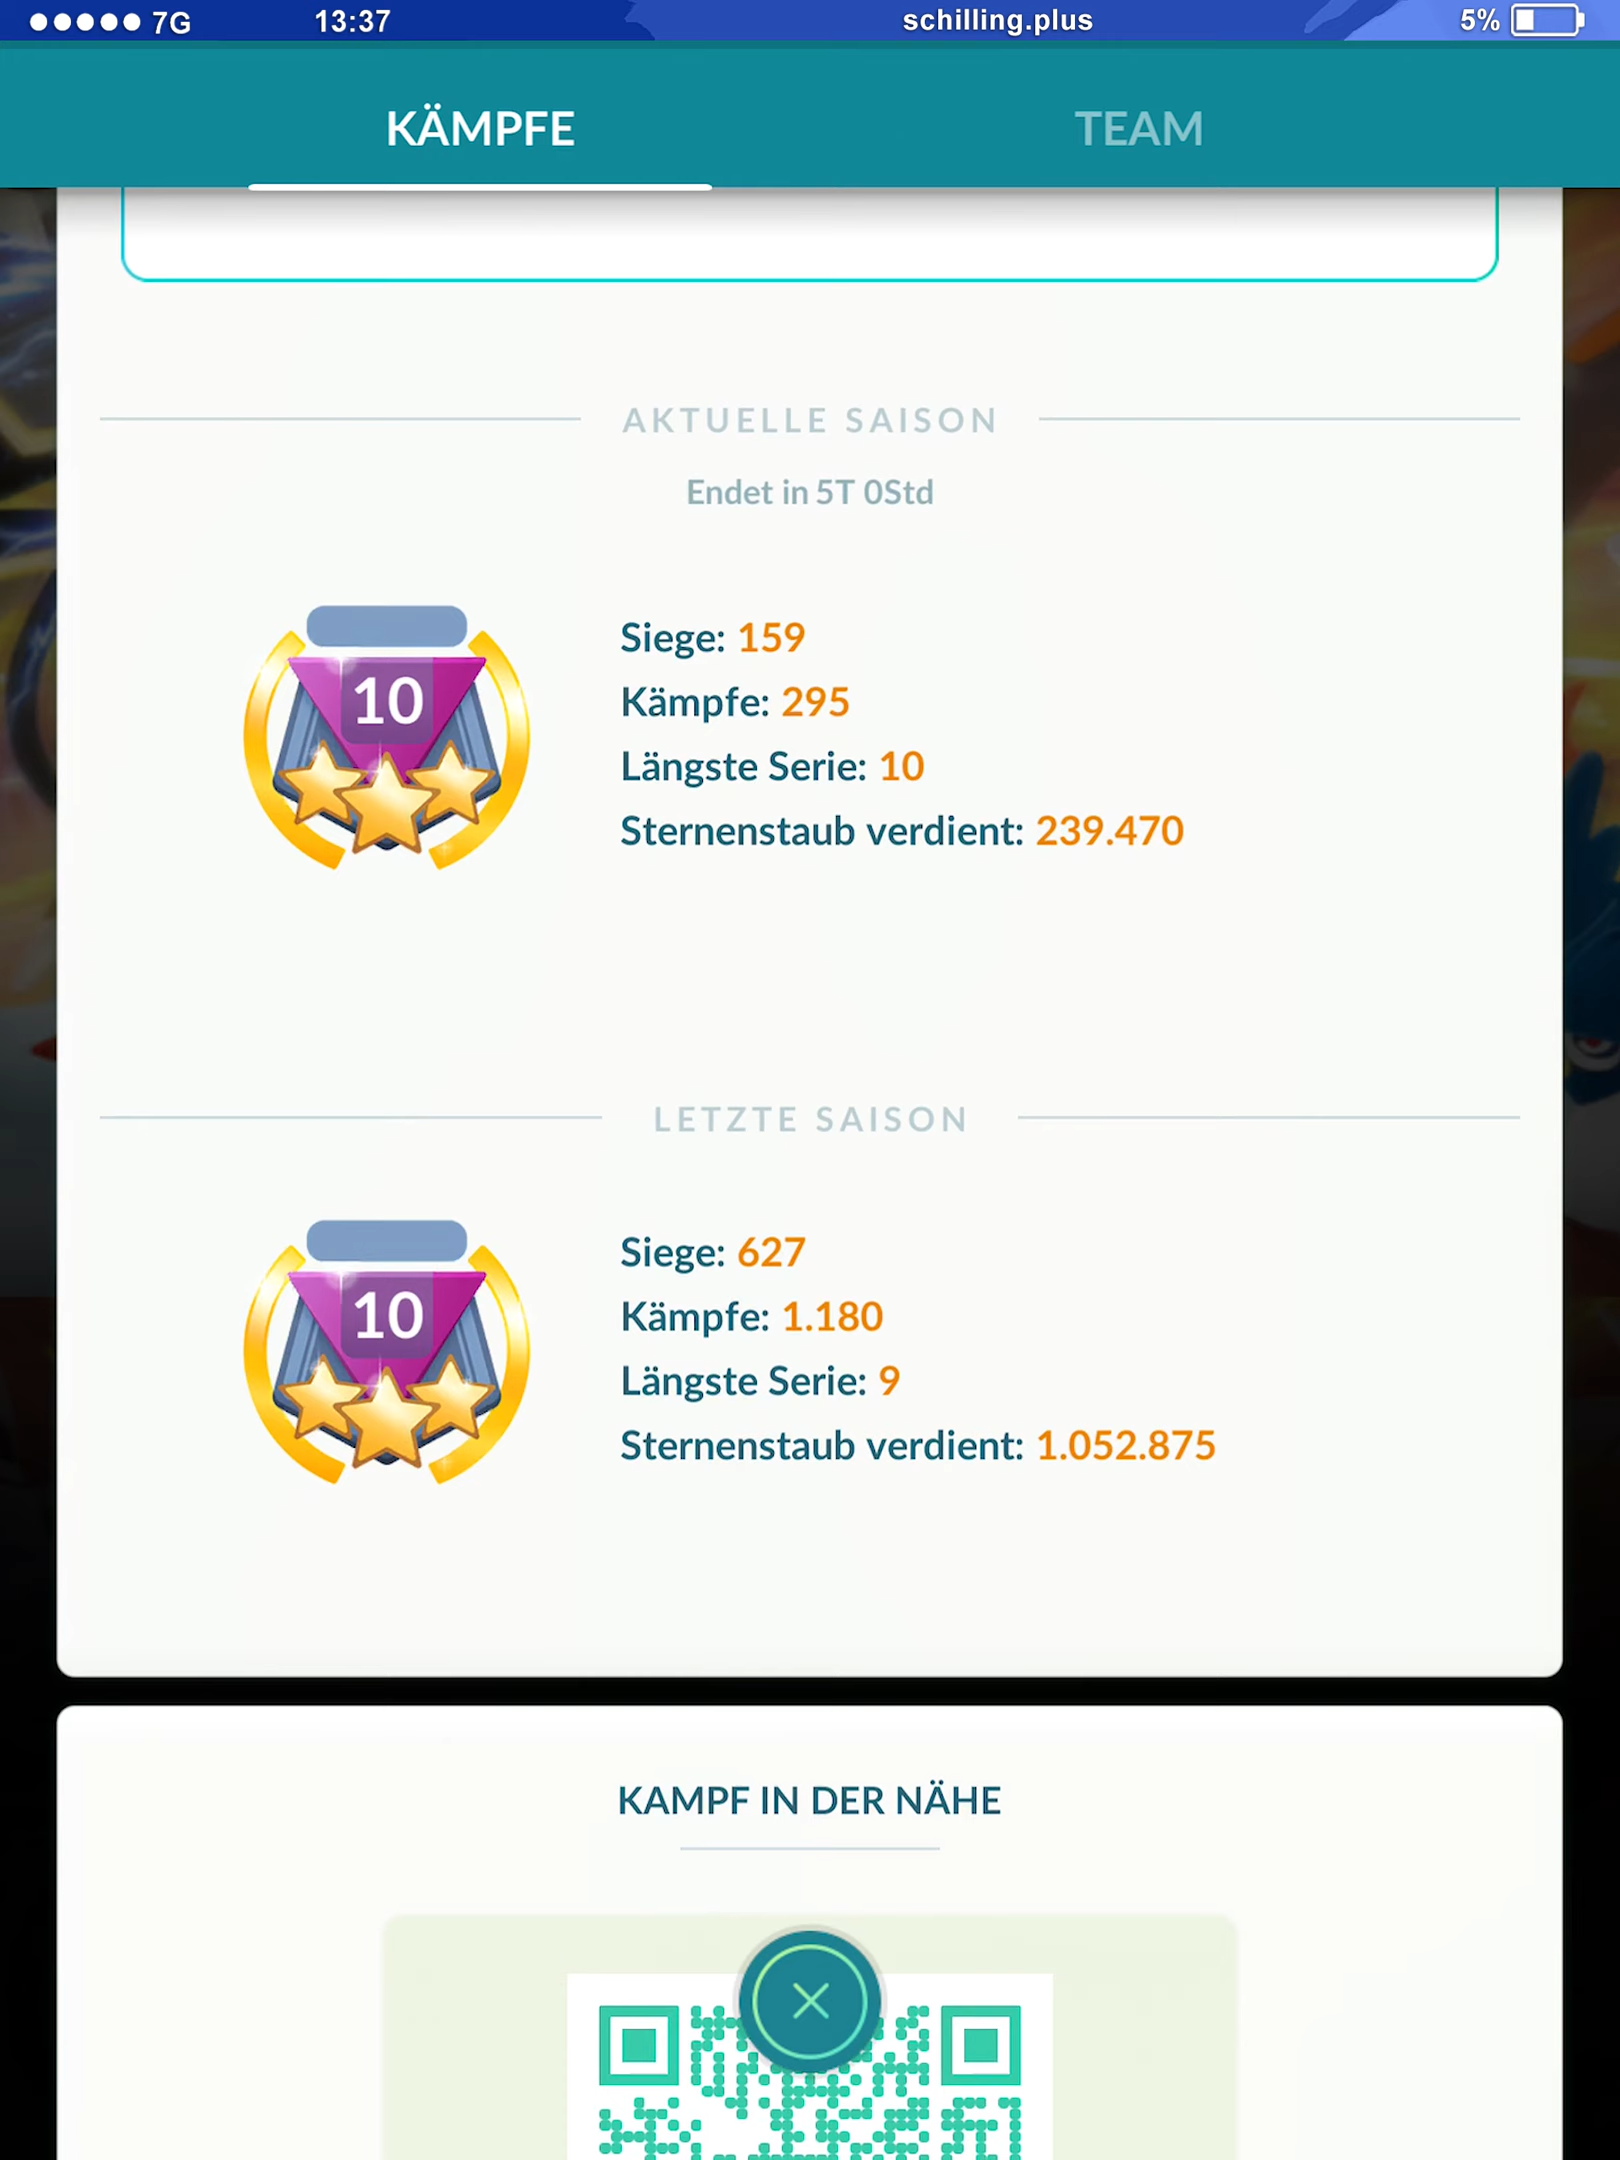 7G 13:37 schilling.plus 5%
KÄMPFE TEAM
AKTUELLE SAISON
Endet in 5T 0Std
10
Siege: 159
Kämpfe: 295
Längste Serie: 10
Sternenstaub verdient: 239.470
LETZTE SAISON
10
Siege: 627
Kämpfe: 1.180
Längste Serie: 9
Sternenstaub verdient: 1.052.875
KAMPF IN DER NÄHE